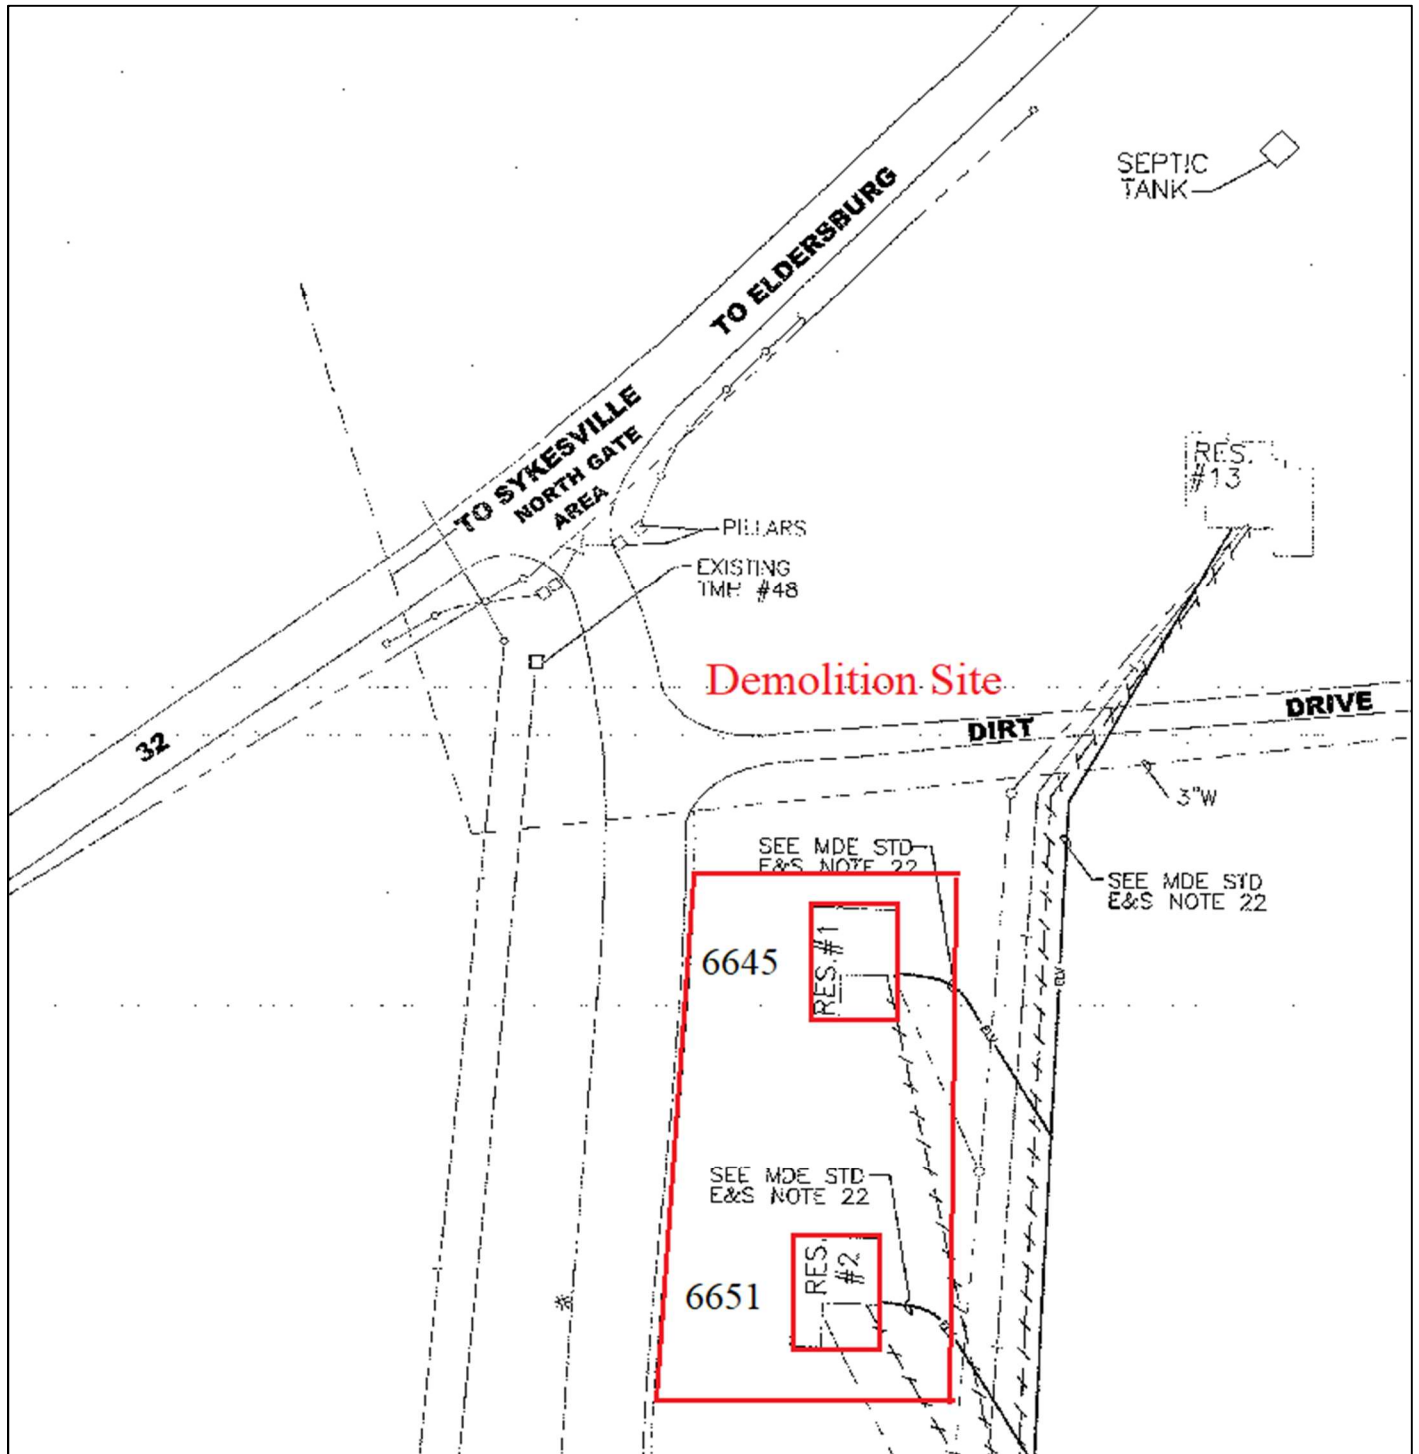 SEPTIC
TANK
TO ELDERSBURG
TO SYKESVILLE
NORTH GATE
AREA
RES.
#13
PILLARS
EXISTING
TMH #48
Demolition Site
32
DIRT DRIVE
3"W
SEE MDE STD
E&S NOTE 22
SEE MDE STD
E&S NOTE 22
6645
RES.#1
SEE MDE STD
E&S NOTE 22
6651
RES.
#2